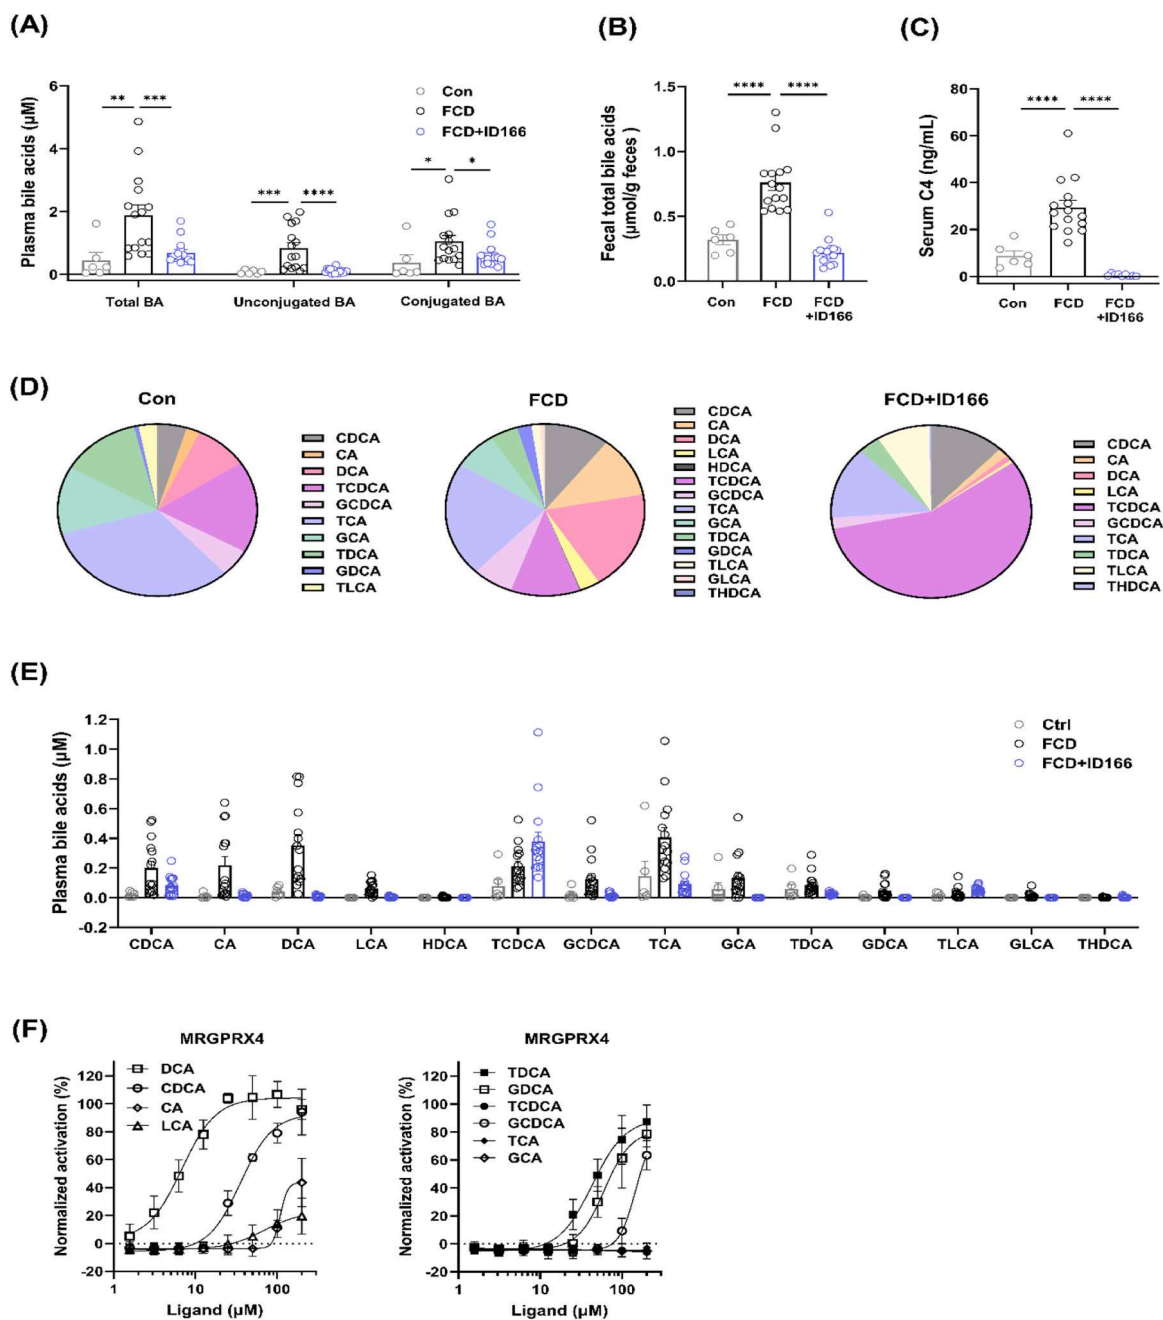 (A)
Plasma bile acids (μM)
6
4
2
0
** ***
*** ****
* *
Con
FCD
FCD+ID166
Total BA
Unconjugated BA
Conjugated BA
(B)
Fecal total bile acids
(μmol/g feces )
1.5
1.0
0.5
0.0
**** ****
Con
FCD
FCD
+ID166
(C)
Serum C4 (ng/mL)
80
60
40
20
0
**** ****
Con
FCD
FCD
+ID166
(D)
Con
CDCA
CA
DCA
TCDCA
GCDCA
TCA
GCA
TDCA
GDCA
TLCA
FCD
CDCA
CA
DCA
LCA
HDCA
TCDCA
GCDCA
TCA
GCA
TDCA
GDCA
TLCA
GLCA
THDCA
FCD+ID166
CDCA
CA
DCA
LCA
TCDCA
GCDCA
TCA
TDCA
TLCA
THDCA
(E)
Plasma bile acids (μM)
1.2
1.0
0.8
0.6
0.4
0.2
0.0
-0.2
Ctrl
FCD
FCD+ID166
CDCA
CA
DCA
LCA
HDCA
TCDCA
GCDCA
TCA
GCA
TDCA
GDCA
TLCA
GLCA
THDCA
(F)
MRGPRX4
Normalized activation (%)
120
100
80
60
40
20
0
-20
DCA
CDCA
CA
LCA
1
10
100
Ligand (μM)
MRGPRX4
Normalized activation (%)
120
100
80
60
40
20
0
-20
TDCA
GDCA
TCDCA
GCDCA
TCA
GCA
1
10
100
Ligand (μM)